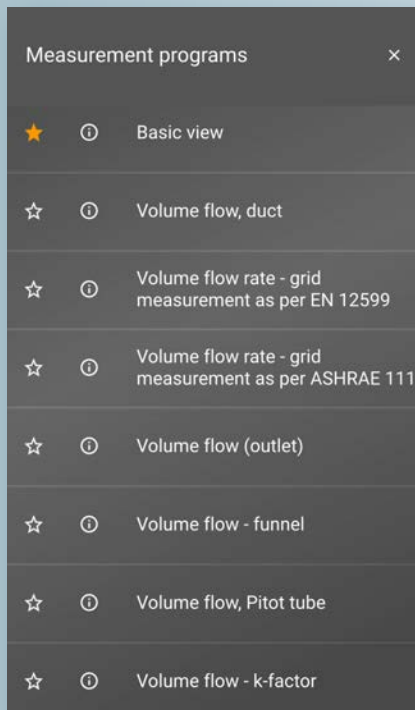 Measurement programs
Basic view
Volume flow, duct
Volume flow rate - grid
measurement as per EN 12599
Volume flow rate - grid
measurement as per ASHRAE 111
Volume flow (outlet)
Volume flow - funnel
Volume flow, Pitot tube
Volume flow - k-factor